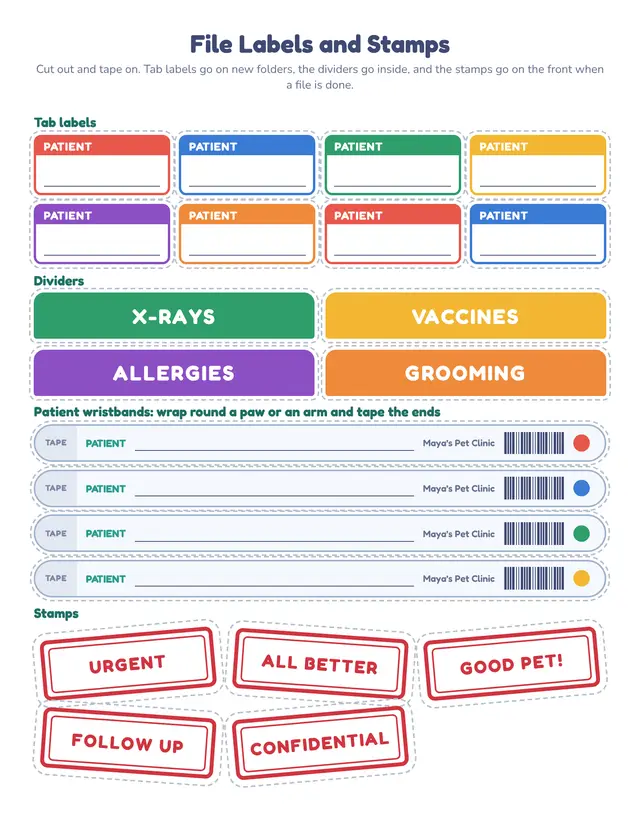 File Labels and Stamps
Cut out and tape on. Tab labels go on new folders, the dividers go inside, and the stamps go on the front when
a file is done.
Tab labels
PATIENT PATIENT PATIENT PATIENT
PATIENT PATIENT PATIENT PATIENT
Dividers
X-RAYS VACCINES
ALLERGIES GROOMING
Patient wristbands: wrap round a paw or an arm and tape the ends
TAPE PATIENT Maya's Pet Clinic
TAPE PATIENT Maya's Pet Clinic
TAPE PATIENT Maya's Pet Clinic
TAPE PATIENT Maya's Pet Clinic
Stamps
URGENT ALL BETTER GOOD PET!
FOLLOW UP CONFIDENTIAL